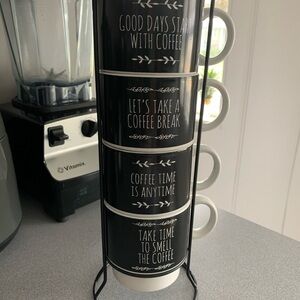 GOOD DAYS START
WITH COFFEE
LET'S TAKE A
COFFEE BREAK
COFFEE TIME
IS ANYTIME
TAKE TIME
TO SMELL
THE COFFEE
Vitamix